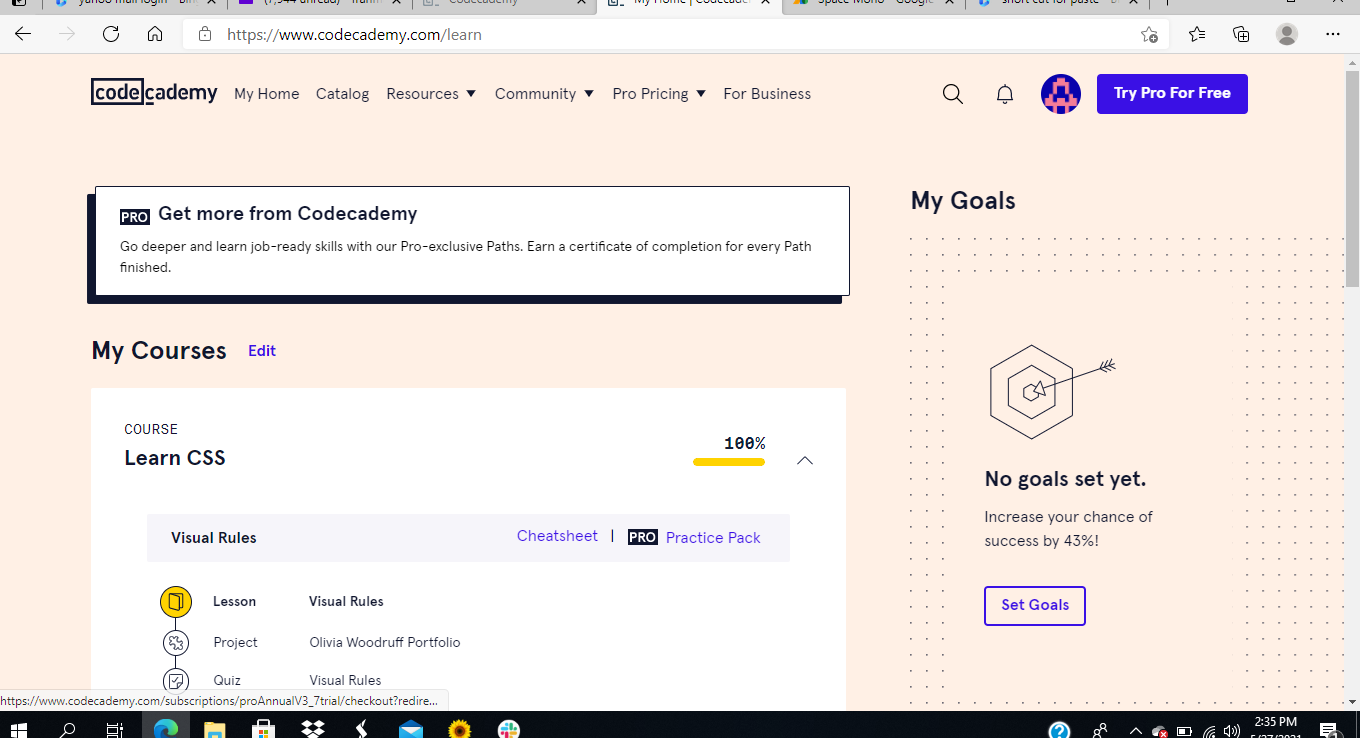 yahoo mail login - Bin
Codecademy
My Home | Codecade
Space Mono - Google
short cut for paste - B
https://www.codecademy.com/learn
codecademy My Home Catalog Resources Community Pro Pricing For Business Try Pro For Free
PRO Get more from Codecademy
Go deeper and learn job-ready skills with our Pro-exclusive Paths. Earn a certificate of completion for every Path
finished.
My Courses Edit
COURSE
Learn CSS
100%
Visual Rules Cheatsheet | PRO Practice Pack
Lesson Visual Rules
Project Olivia Woodruff Portfolio
Quiz Visual Rules
My Goals
No goals set yet.
Increase your chance of
success by 43%!
Set Goals
https://www.codecademy.com/subscriptions/proAnnualV3_7trial/checkout?redire...
2:35 PM